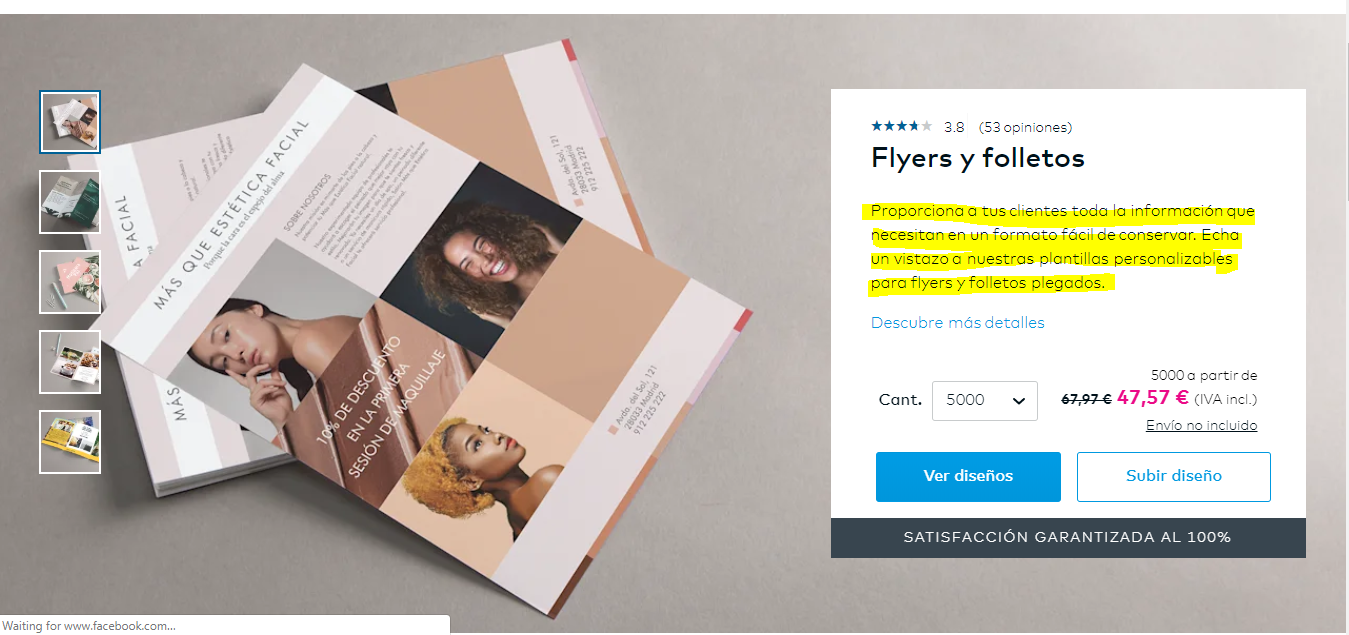 3.8 (53 opiniones)
Flyers y folletos
Proporciona a tus clientes toda la información que
necesitan en un formato fácil de conservar. Echa
un vistazo a nuestras plantillas personalizables
para flyers y folletos plegados.
Descubre más detalles
5000 a partir de
Cant. 5000 67,97 € 47,57 € (IVA incl.)
Envío no incluido
Ver diseños Subir diseño
SATISFACCIÓN GARANTIZADA AL 100%
MÁS QUE ESTÉTICA FACIAL
Porque la cara es el espejo del alma
SOBRE NOSOTROS
10% DE DESCUENTO
EN LA PRIMERA
SESIÓN DE MAQUILLAJE
Avda. del Sol, 121
28033 Madrid
912 225 222
Avda. del Sol, 121
28033 Madrid
912 225 222
A FACIAL
MÁS
Waiting for www.facebook.com...